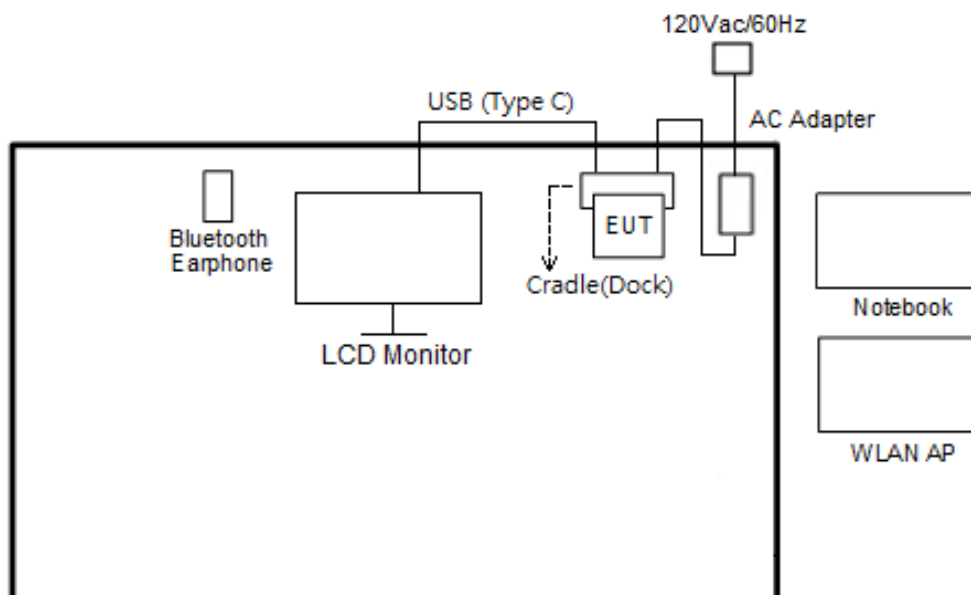 120Vac/60Hz
USB (Type C)
AC Adapter
EUT
Bluetooth
Earphone
Cradle(Dock)
Notebook
LCD Monitor
WLAN AP